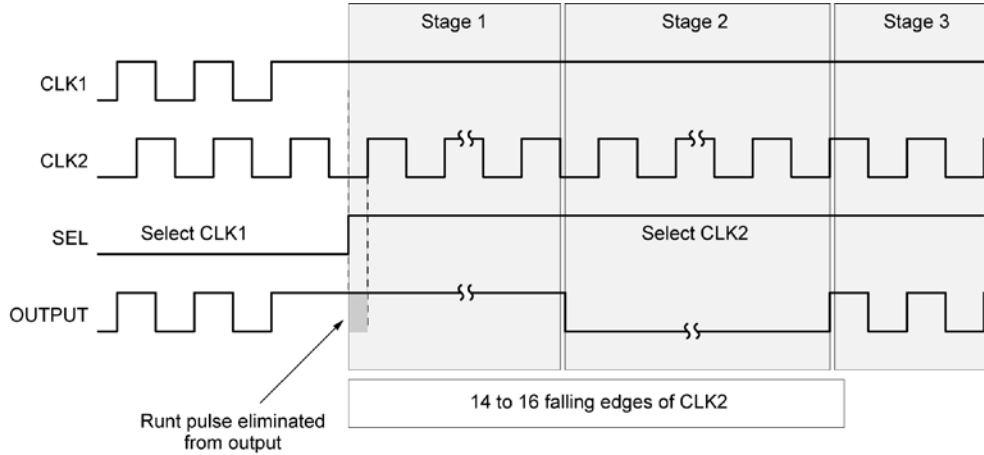 Stage 1
Stage 2
Stage 3
CLK1
CLK2
SEL
Select CLK1
Select CLK2
OUTPUT
14 to 16 falling edges of CLK2
Runt pulse eliminated
from output